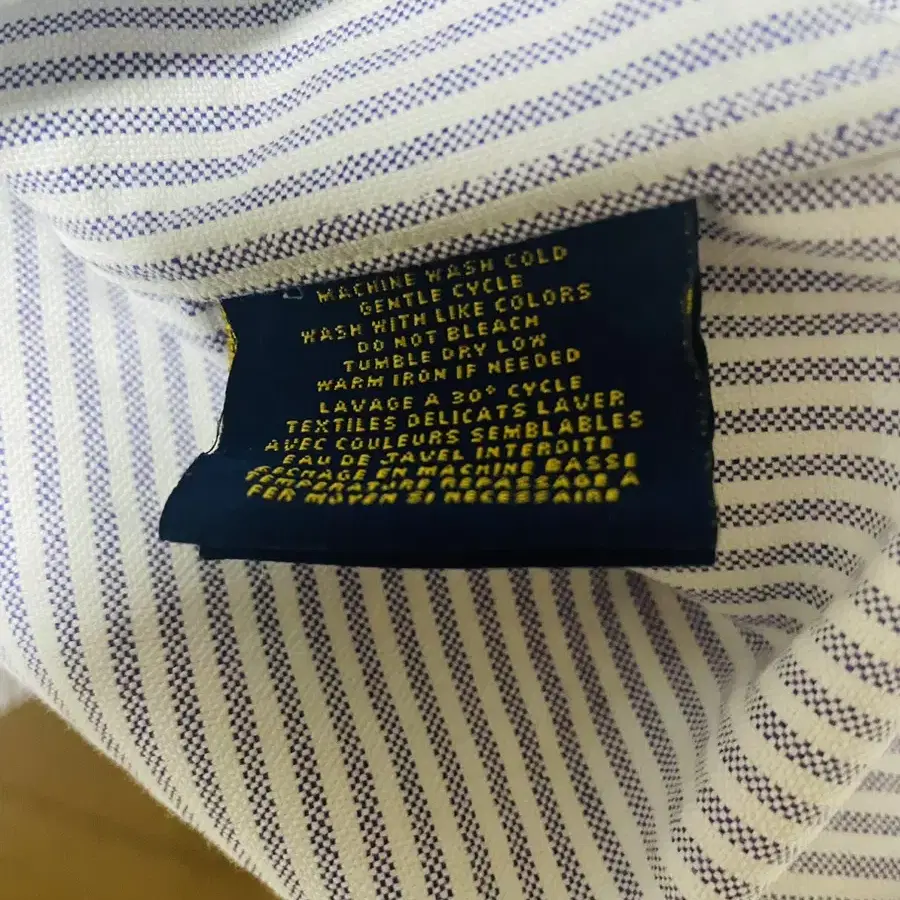 MACHINE WASH COLD
GENTLE CYCLE
WASH WITH LIKE COLORS
DO NOT BLEACH
TUMBLE DRY LOW
WARM IRON IF NEEDED
LAVAGE A 30° CYCLE
TEXTILES DELICATS LAVER
AVEC COULEURS SEMBLABLES
EAU DE JAVEL INTERDITE
SECHAGE EN MACHINE BASSE
TEMPERATURE REPASSAGE A
FER MOYEN SI NECESSAIRE